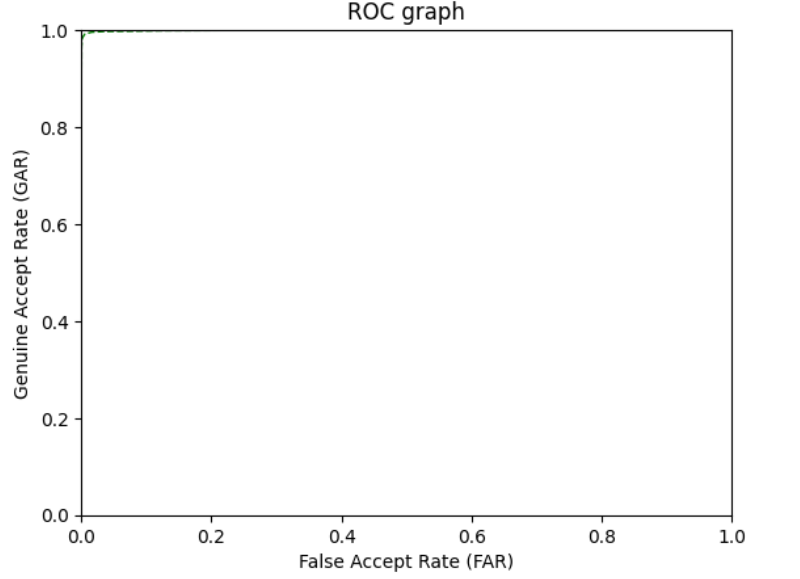 ROC graph
1.0
0.8
0.6
0.4
0.2
0.0
Genuine Accept Rate (GAR)
0.0 0.2 0.4 0.6 0.8 1.0
False Accept Rate (FAR)